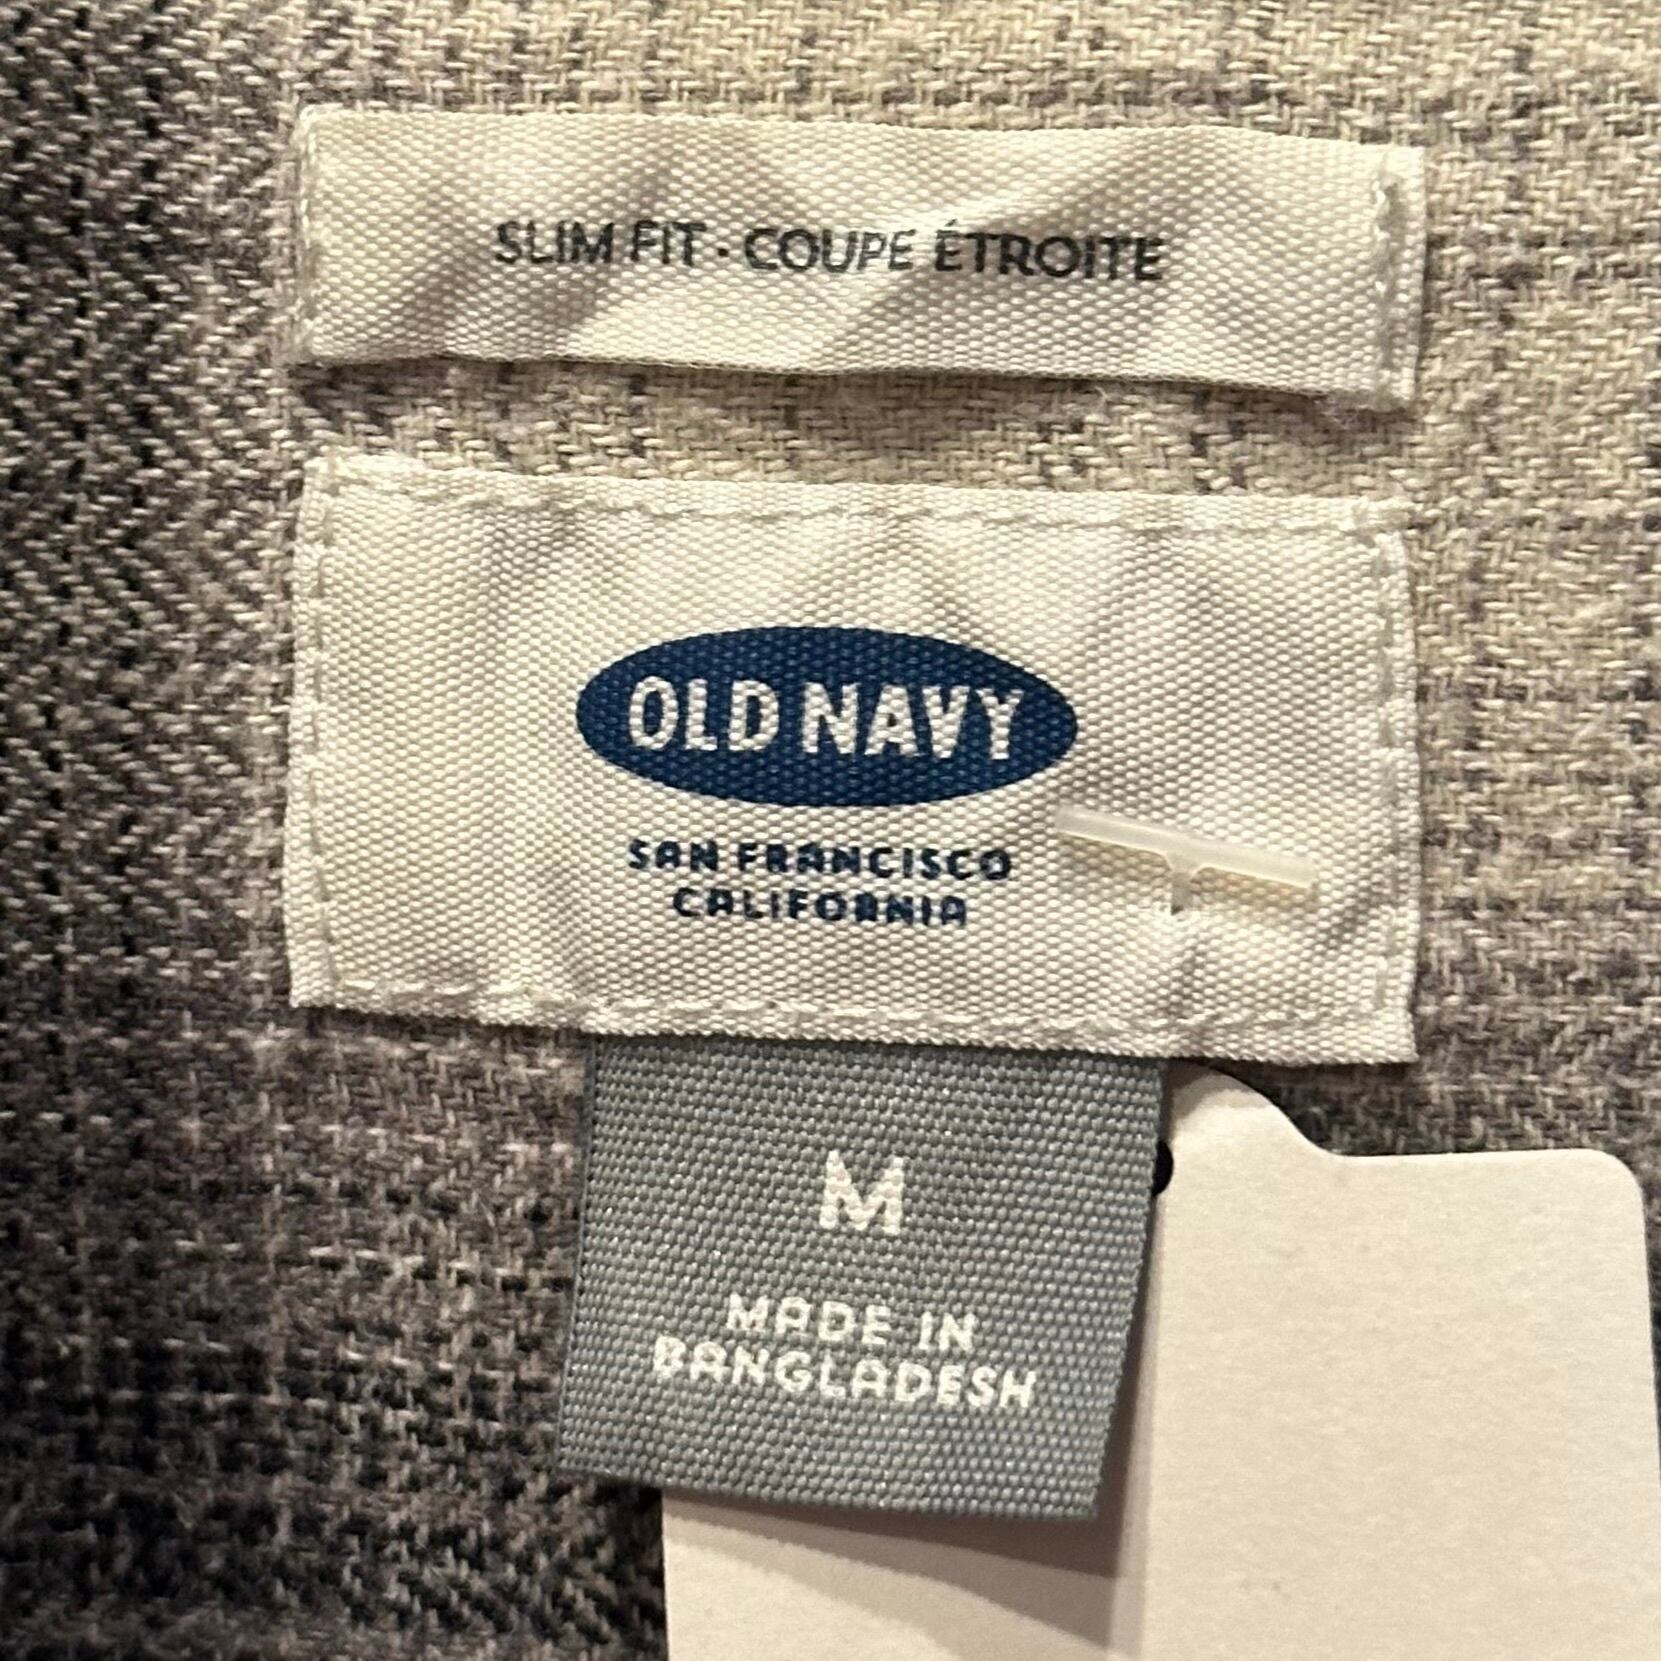 SLIM FIT · COUPE ÉTROITE
OLD NAVY
SAN FRANCISCO
CALIFORNIA
M
MADE IN
BANGLADESH